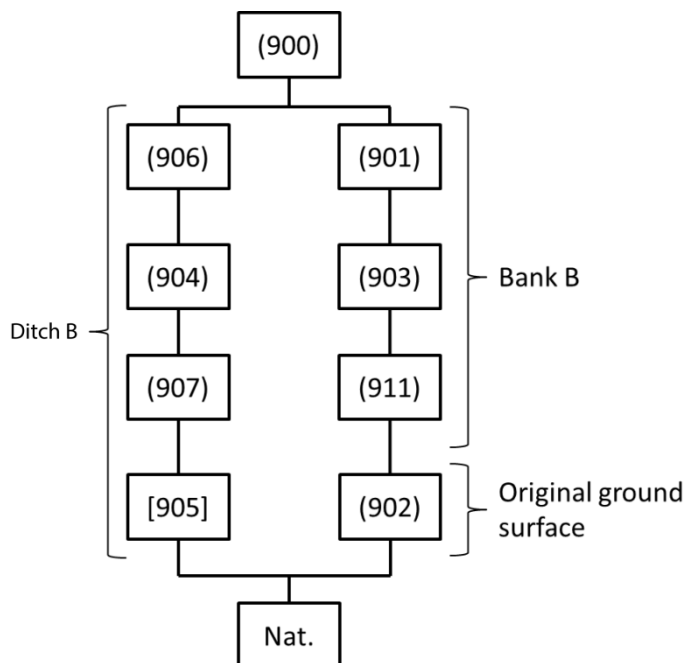 (900)
(906)
(901)
(904)
(903)
Bank B
Ditch B
(907)
(911)
[905]
(902)
Original ground
surface
Nat.